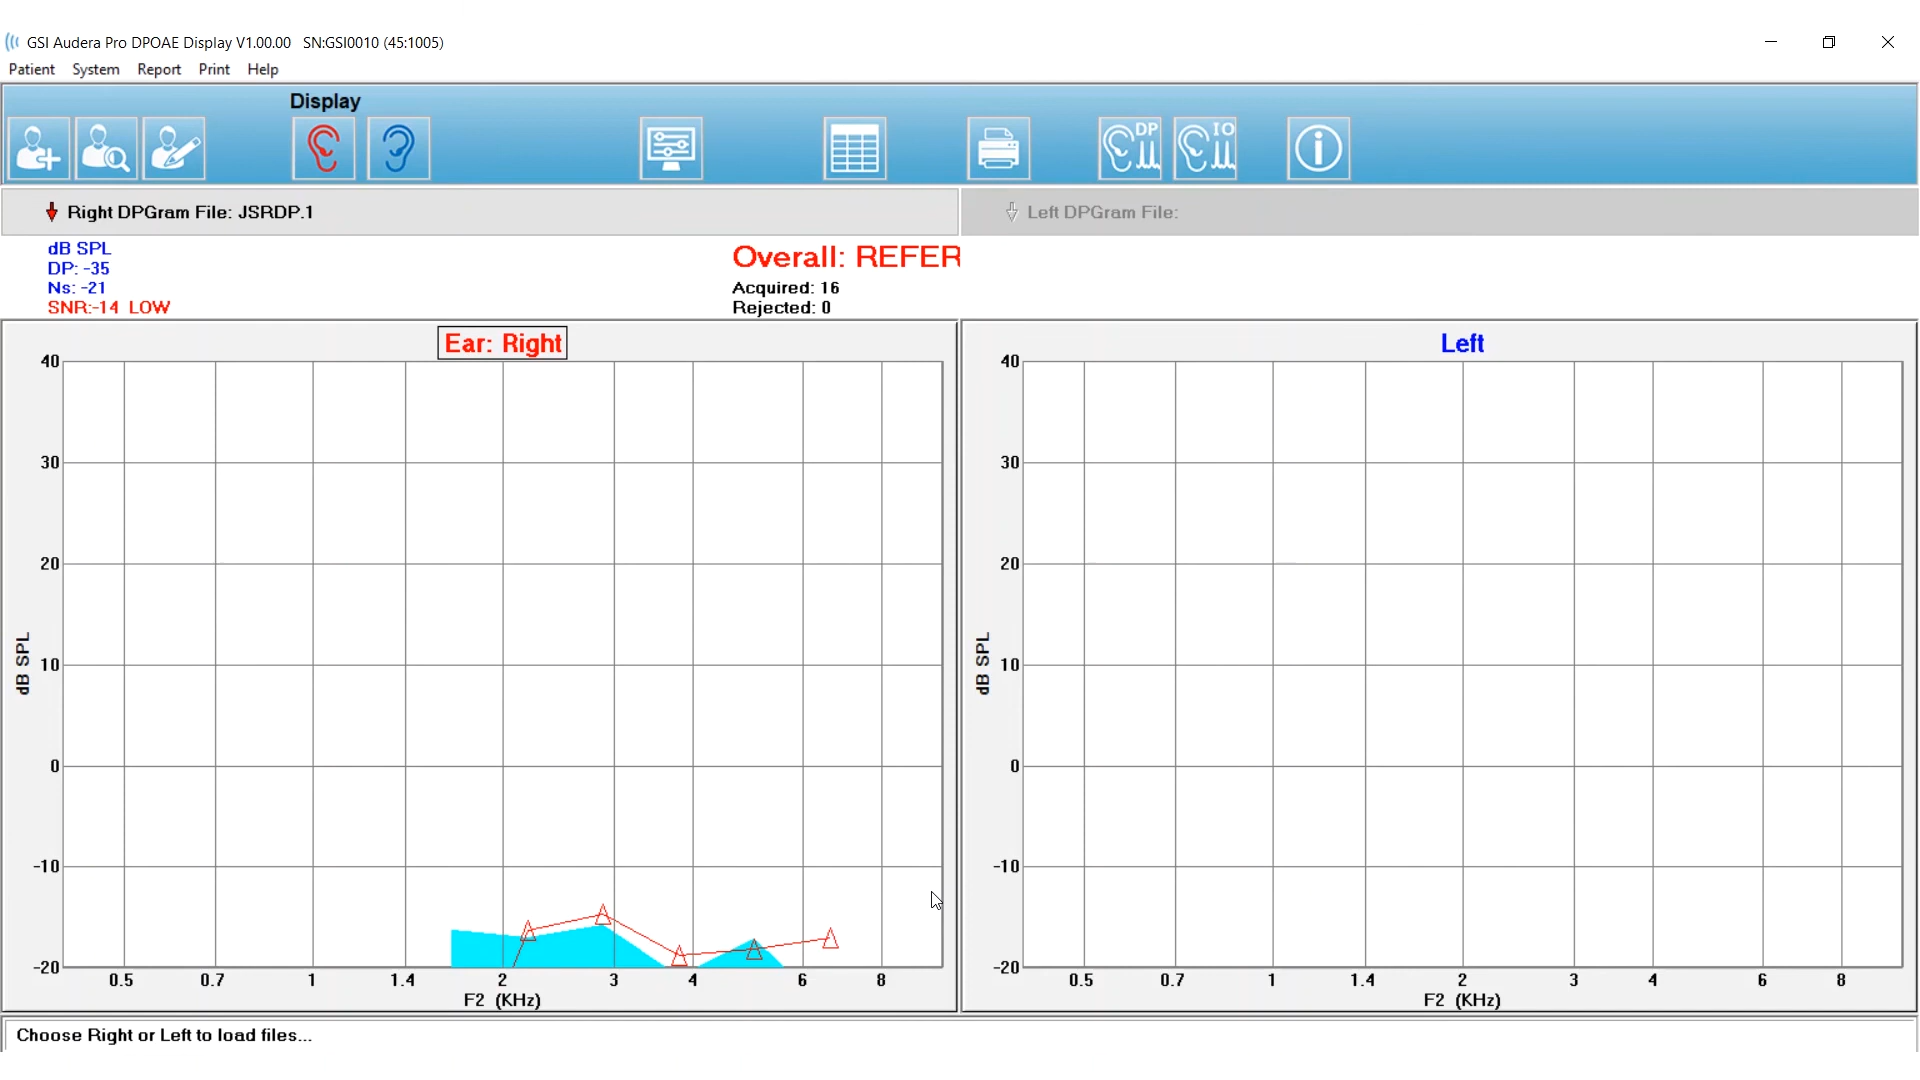 GSI Audera Pro DPOAE Display V1.00.00 SN:GSI0010 (45:1005)
Patient System Report Print Help
Display
DP
IO
Right DPGram File: JSRDP.1
Left DPGram File:
dB SPL
DP: -35
Ns: -21
SNR:-14 LOW
Overall: REFER
Acquired: 16
Rejected: 0
Ear: Right
40
30
20
10
0
-10
-20
dB SPL
0.5 0.7 1 1.4 2 3 4 6 8
F2 (KHz)
Left
40
30
20
10
0
-10
-20
dB SPL
0.5 0.7 1 1.4 2 3 4 6 8
F2 (KHz)
Choose Right or Left to load files...